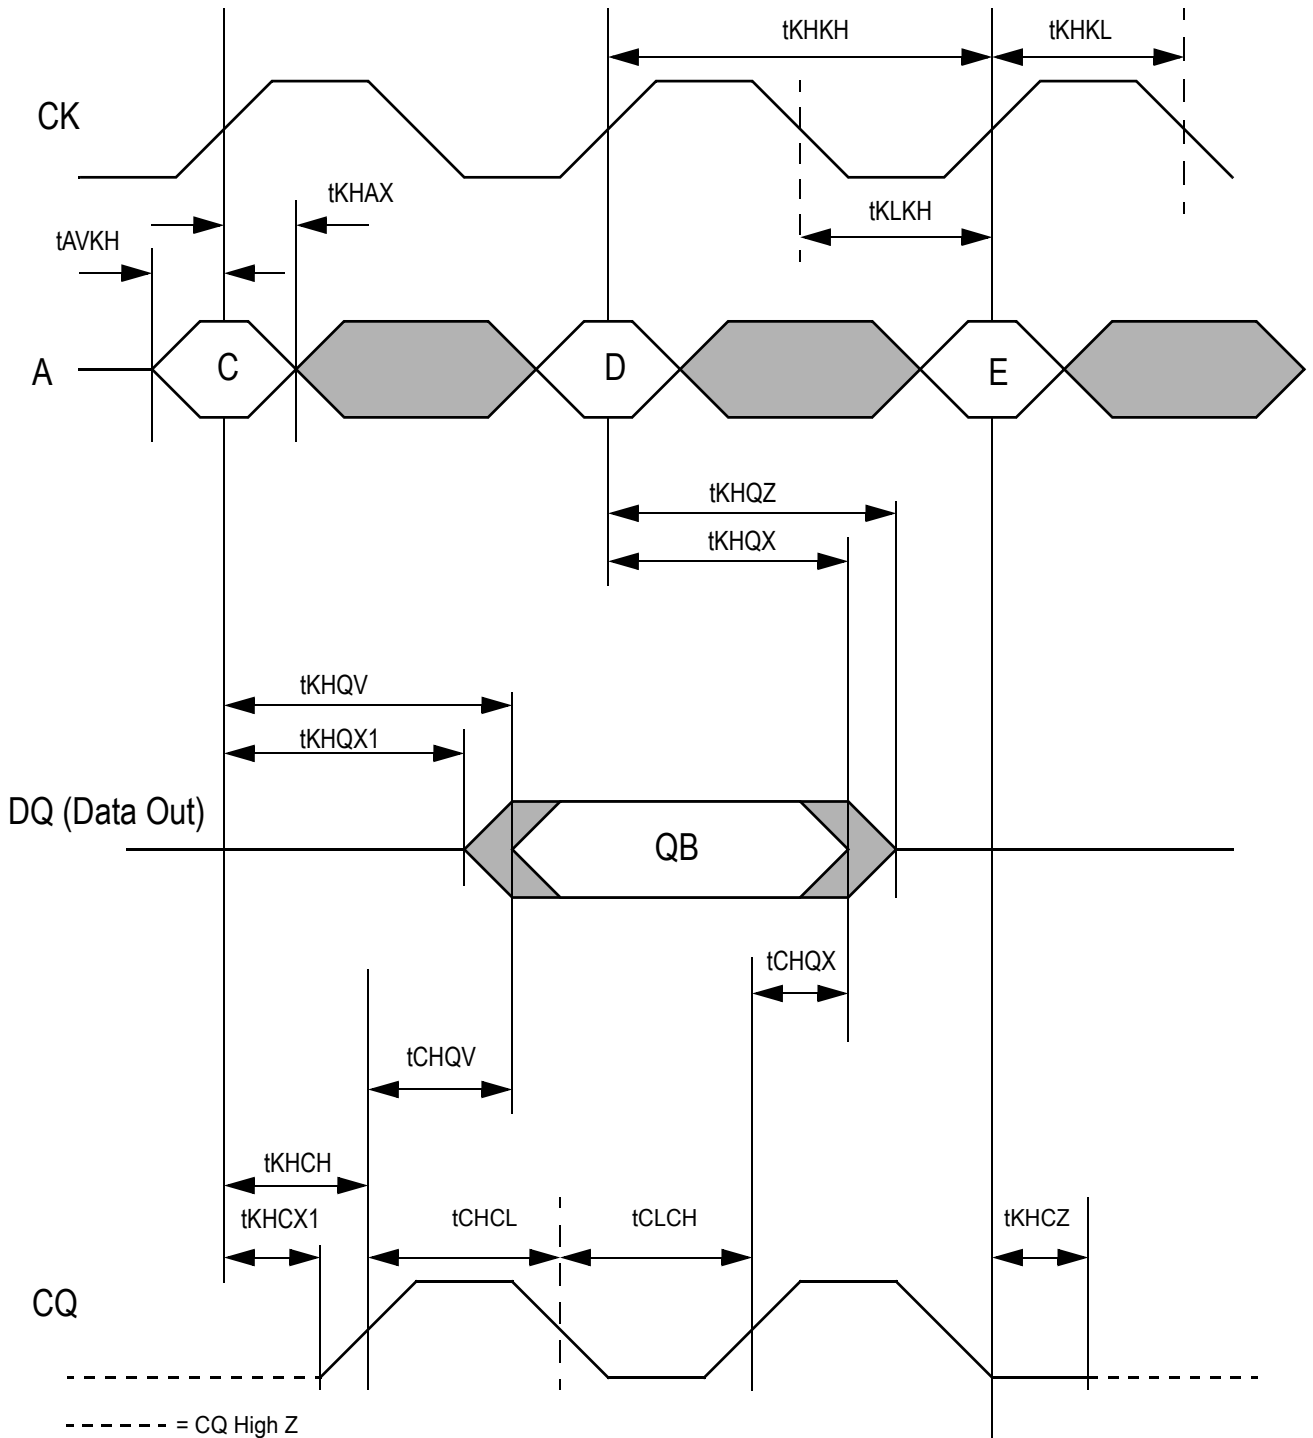 tKHKH
tKHKL
CK
tKHAX
tKLKH
tAVKH
A
C
D
E
tKHQZ
tKHQX
tKHQV
tKHQX1
DQ (Data Out)
QB
tCHQX
tCHQV
tKHCH
tKHCX1
tCHCL
tCLCH
tKHCZ
CQ
= CQ High Z